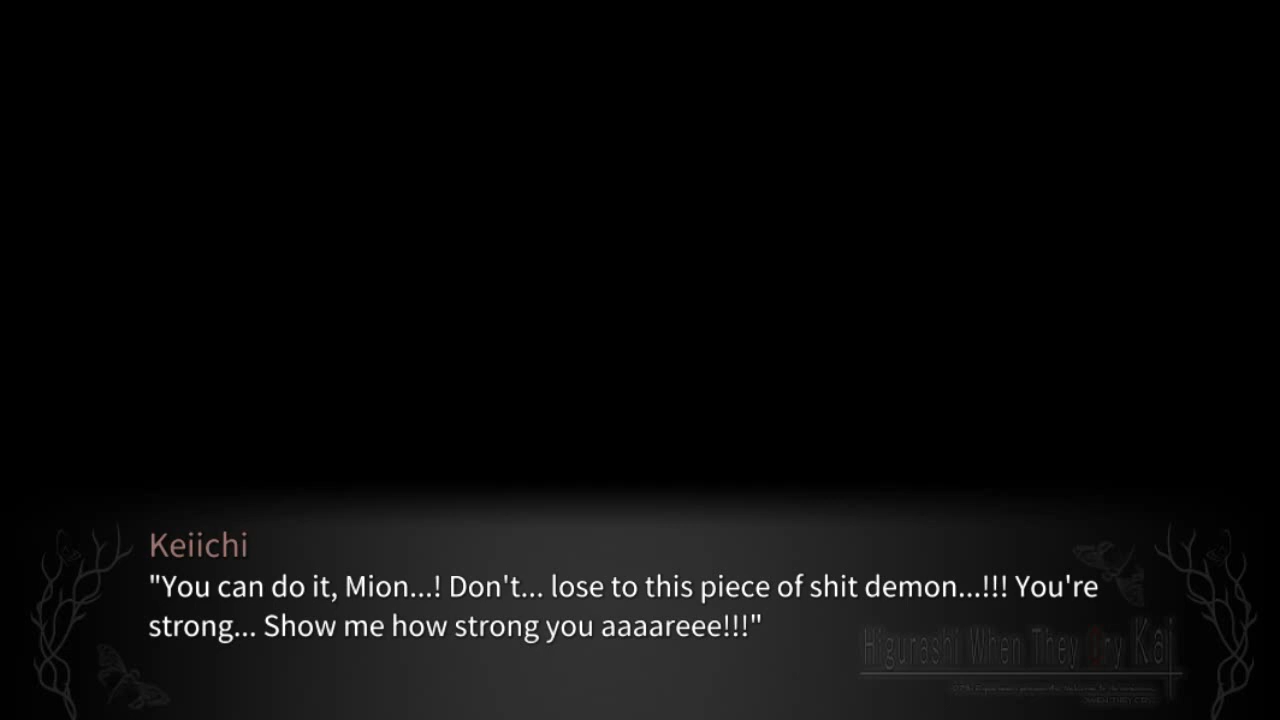 Keiichi
"You can do it, Mion...! Don't... lose to this piece of shit demon...!!! You're
strong... Show me how strong you aaaareee!!!"
Higurashi When They Cry Kai